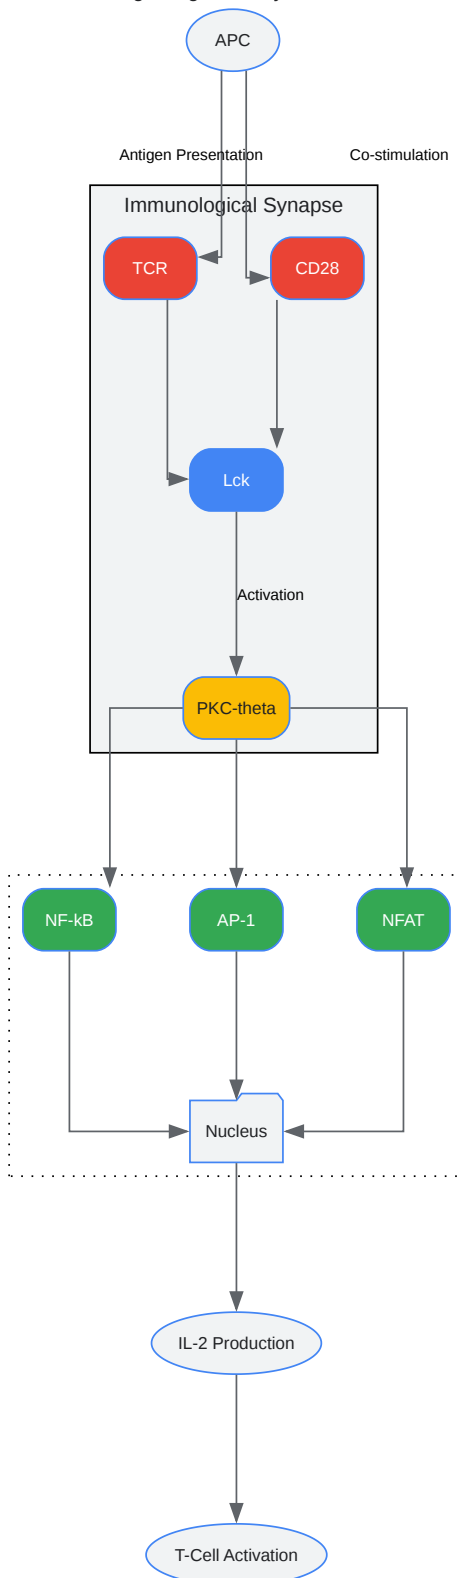 APC
Antigen Presentation
Co-stimulation
Immunological Synapse
TCR
CD28
Lck
Activation
PKC-theta
NF-kB
AP-1
NFAT
Nucleus
IL-2 Production
T-Cell Activation